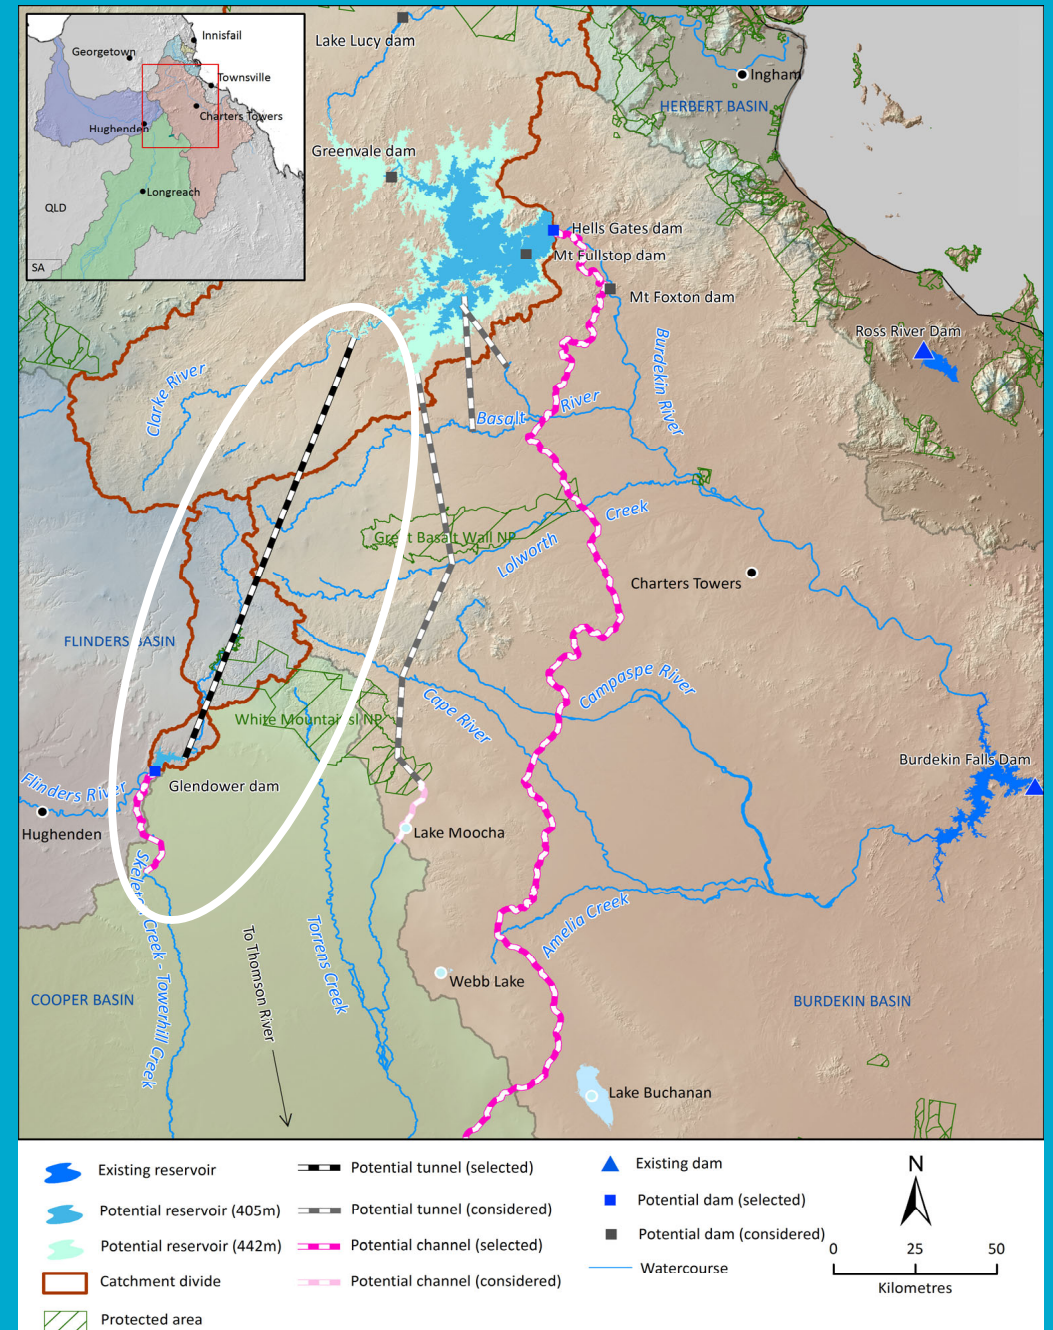 Innisfail
Georgetown
Townsville
Charters Towers
Hughenden
Longreach
QLD
SA
Lake Lucy dam
Ingham
HERBERT BASIN
Greenvale dam
Hells Gates dam
Mt Fullstop dam
Mt Foxton dam
Ross River Dam
Burdekin River
Clarke River
Basalt River
Great Basalt Wall NP
Lolworth Creek
Charters Towers
FLINDERS BASIN
White Mountainsl NP
Cape River
Campaspe River
Burdekin Falls Dam
Flinders River
Glendower dam
Hughenden
Lake Moocha
Amelia Creek
Torrens Creek
To Thomson River
Creek - Towerhill Creek
Webb Lake
COOPER BASIN
BURDEKIN BASIN
Lake Buchanan
Existing reservoir
Potential reservoir (405m)
Potential reservoir (442m)
Catchment divide
Protected area
Potential tunnel (selected)
Potential tunnel (considered)
Potential channel (selected)
Potential channel (considered)
Existing dam
Potential dam (selected)
Potential dam (considered)
Watercourse
N
0 25 50
Kilometres